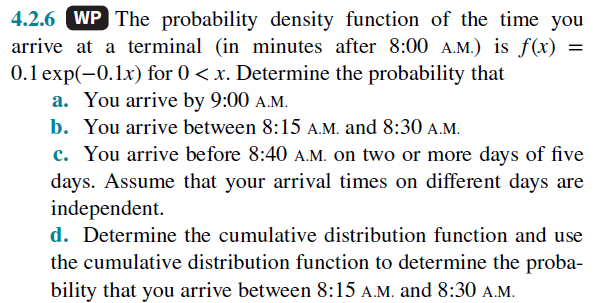 4.2.6 WP The probability density function of the time you
arrive at a terminal (in minutes after 8:00 A.M.) is f(x) =
0.1 exp(−0.1x) for 0 < x. Determine the probability that
a. You arrive by 9:00 A.M.
b. You arrive between 8:15 A.M. and 8:30 A.M.
c. You arrive before 8:40 A.M. on two or more days of five
days. Assume that your arrival times on different days are
independent.
d. Determine the cumulative distribution function and use
the cumulative distribution function to determine the proba-
bility that you arrive between 8:15 A.M. and 8:30 A.M.